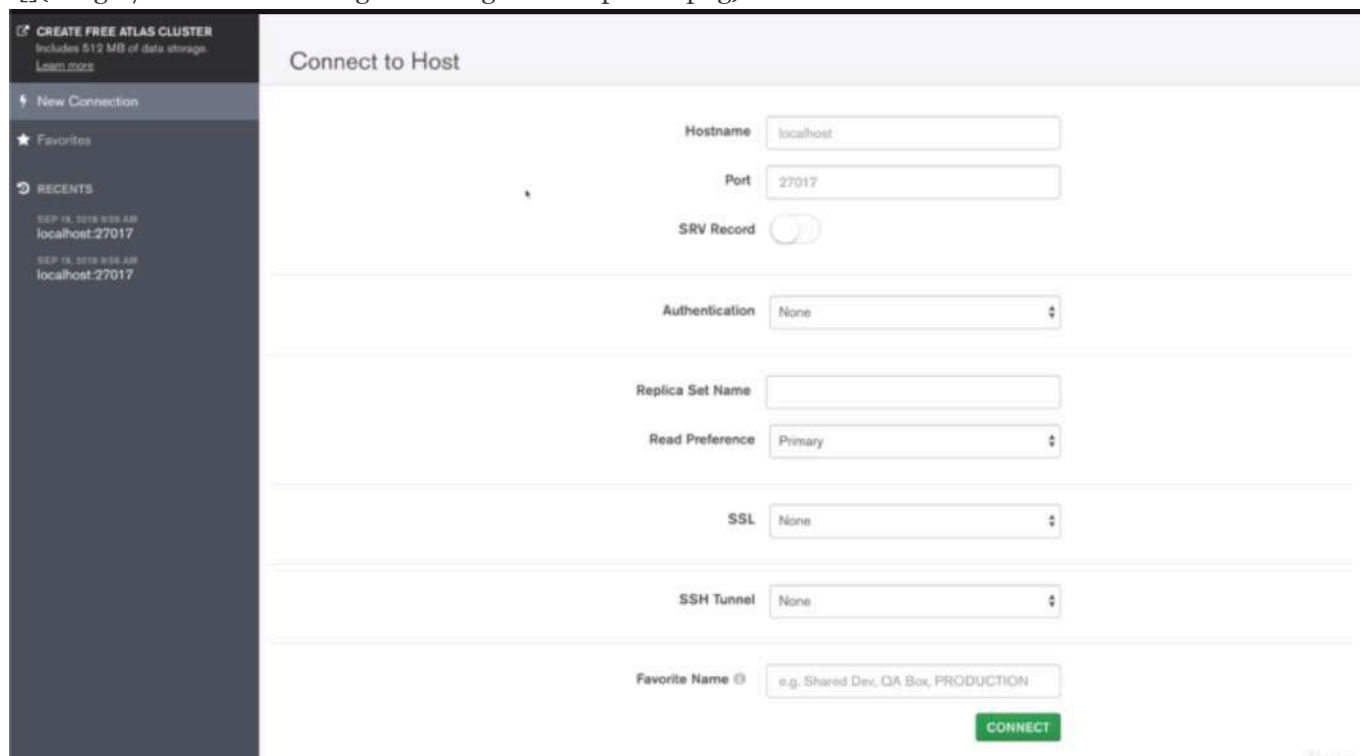 CREATE FREE ATLAS CLUSTER
Includes 512 MB of data storage.
Learn more
New Connection
Favorites
RECENTS
localhost:27017
localhost:27017
Connect to Host
Hostname localhost
Port 27017
SRV Record
Authentication None
Replica Set Name
Read Preference Primary
SSL None
SSH Tunnel None
Favorite Name e.g. Shared Dev, QA Box, PRODUCTION
CONNECT